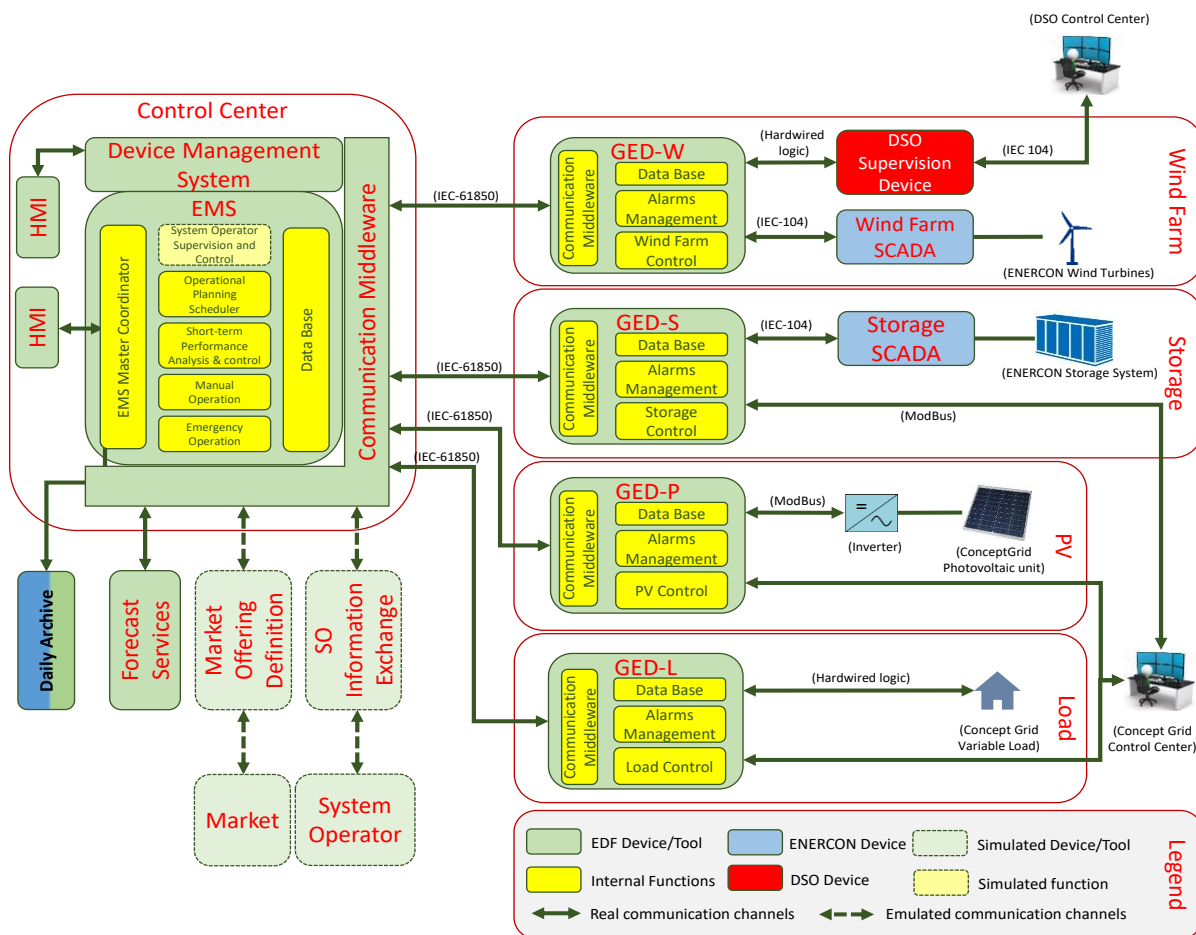 (DSO Control Center)
Control Center
Device Management
System
HMI
HMI
EMS
EMS Master Coordinator
System Operator
Supervision and
Control
Operational
Planning
Scheduler
Short-term
Performance
Analysis & control
Manual
Operation
Emergency
Operation
Data Base
Communication Middleware
Daily Archive
Forecast
Services
Market
Offering
Definition
SO
Information
Exchange
Market
System
Operator
(IEC-61850)
(IEC-61850)
(IEC-61850)
(IEC-61850)
GED-W
Communication
Middleware
Data Base
Alarms
Management
Wind Farm
Control
(Hardwired
logic)
DSO
Supervision
Device
(IEC 104)
(IEC-104)
Wind Farm
SCADA
(ENERCON Wind Turbines)
Wind Farm
GED-S
Communication
Middleware
Data Base
Alarms
Management
Storage
Control
(IEC-104)
Storage
SCADA
(ENERCON Storage System)
(ModBus)
Storage
GED-P
Communication
Middleware
Data Base
Alarms
Management
PV Control
(ModBus)
(Inverter)
(ConceptGrid
Photovoltaic unit)
PV
GED-L
Communication
Middleware
Data Base
Alarms
Management
Load Control
(Hardwired logic)
(Concept Grid
Variable Load)
Load
(Concept Grid
Control Center)
EDF Device/Tool
ENERCON Device
Simulated Device/Tool
Internal Functions
DSO Device
Simulated function
Real communication channels
Emulated communication channels
Legend